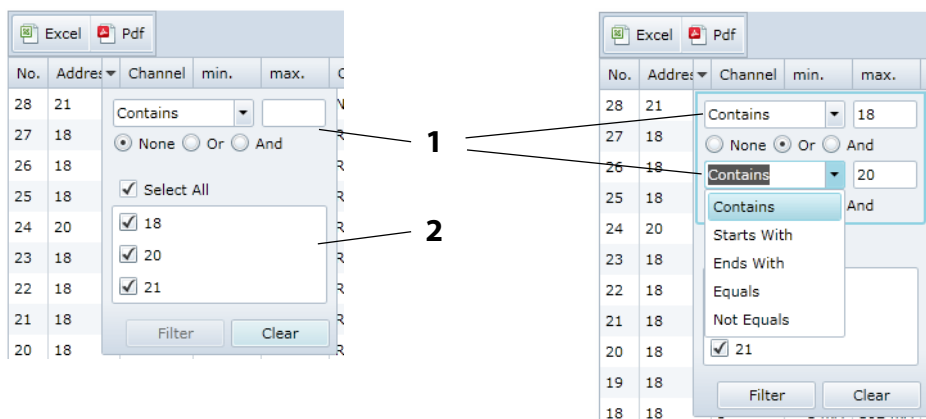 Excel Pdf
No. Addres Channel min. max.
28 21
Contains
27 18
None Or And
26 18
25 18
Select All
24 20
18
23 18
20
22 18
21
21 18
Filter Clear
20 18
1
2
Excel Pdf
No. Addres Channel min. max.
28 21
Contains 18
27 18
None Or And
26 18
Contains 20
25 18
Contains And
24 20
Starts With
23 18
Ends With
22 18
Equals
21 18
Not Equals
20 18
21
19 18
Filter Clear
18 18